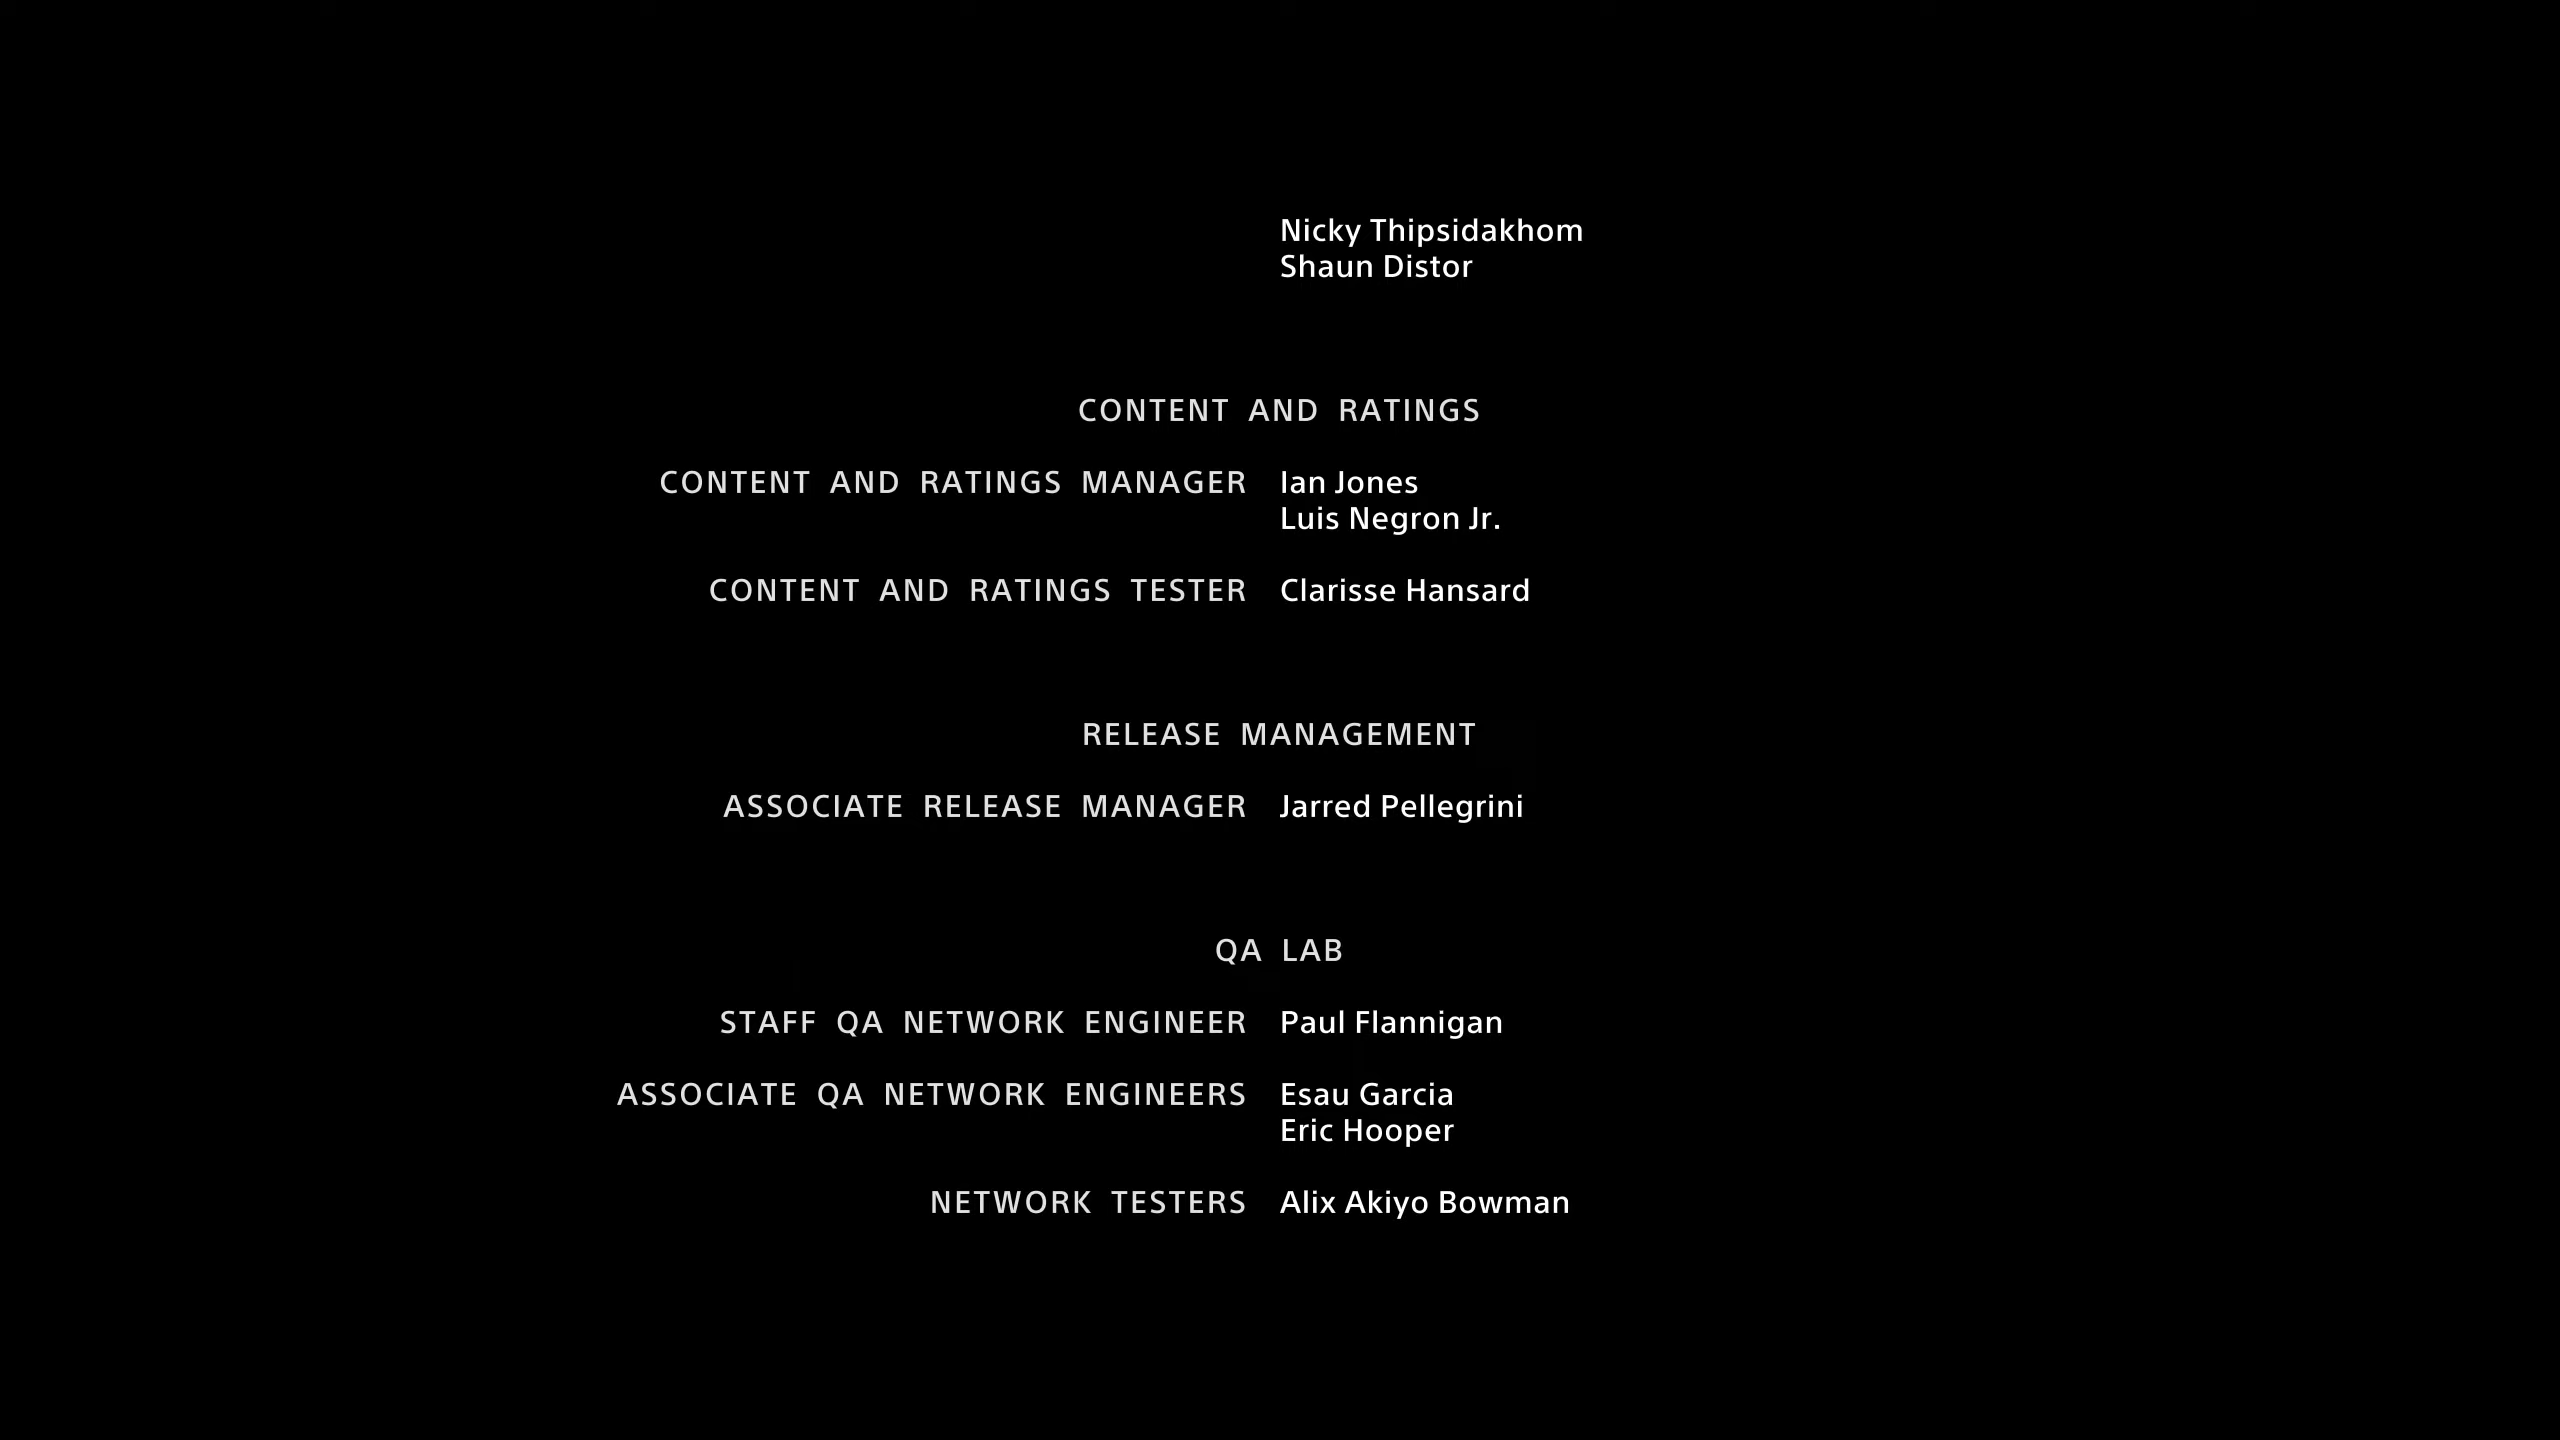 Nicky Thipsidakhom
Shaun Distor
CONTENT AND RATINGS
CONTENT AND RATINGS MANAGER Ian Jones
Luis Negron Jr.
CONTENT AND RATINGS TESTER Clarisse Hansard
RELEASE MANAGEMENT
ASSOCIATE RELEASE MANAGER Jarred Pellegrini
QA LAB
STAFF QA NETWORK ENGINEER Paul Flannigan
ASSOCIATE QA NETWORK ENGINEERS Esau Garcia
Eric Hooper
NETWORK TESTERS Alix Akiyo Bowman